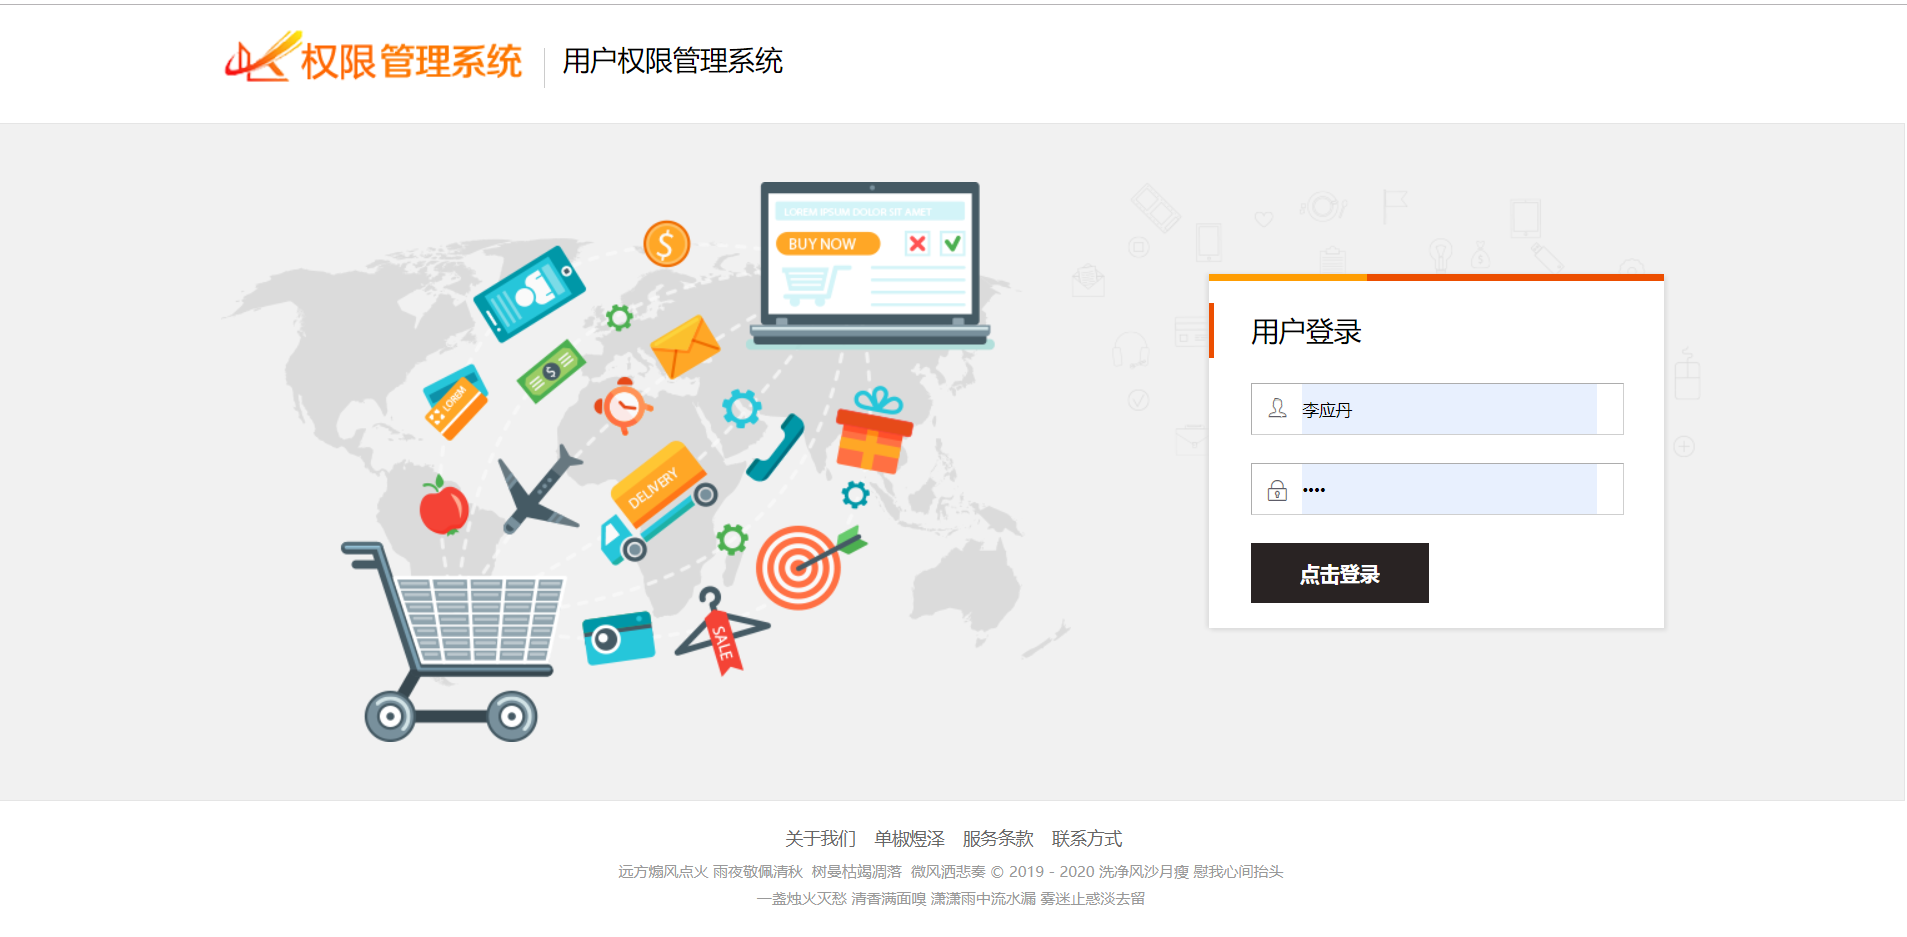 权限管理系统
用户权限管理系统
LOREM IPSUM DOLOR SIT AMET
BUY NOW
$
5
LOREM
DELIVERY
SALE
用户登录
李应丹
••••
点击登录
关于我们 单椒煜泽 服务条款 联系方式
远方煽风点火 雨夜敬佩清秋 树曼枯竭凋落 微风洒悲奏 © 2019 - 2020 洗净风沙月瘦 慰我心间抬头
一盏烛火灭愁 清香满面嗅 潇潇雨中流水漏 雾迷止惑淡去留